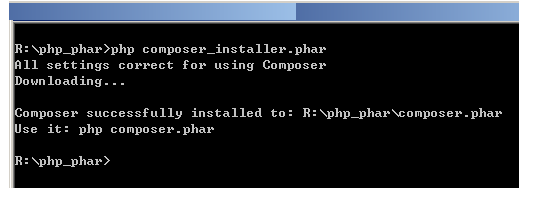 R:\php_phar>php composer_installer.phar
All settings correct for using Composer
Downloading...
Composer successfully installed to: R:\php_phar\composer.phar
Use it: php composer.phar
R:\php_phar>